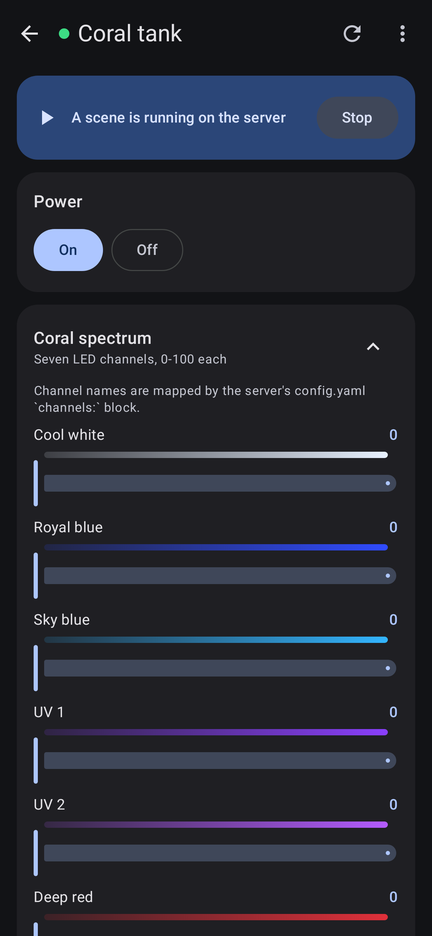 Coral tank
A scene is running on the server
Stop
Power
On
Off
Coral spectrum
Seven LED channels, 0-100 each
Channel names are mapped by the server's config.yaml
`channels:` block.
Cool white 0
Royal blue 0
Sky blue 0
UV 1 0
UV 2 0
Deep red 0